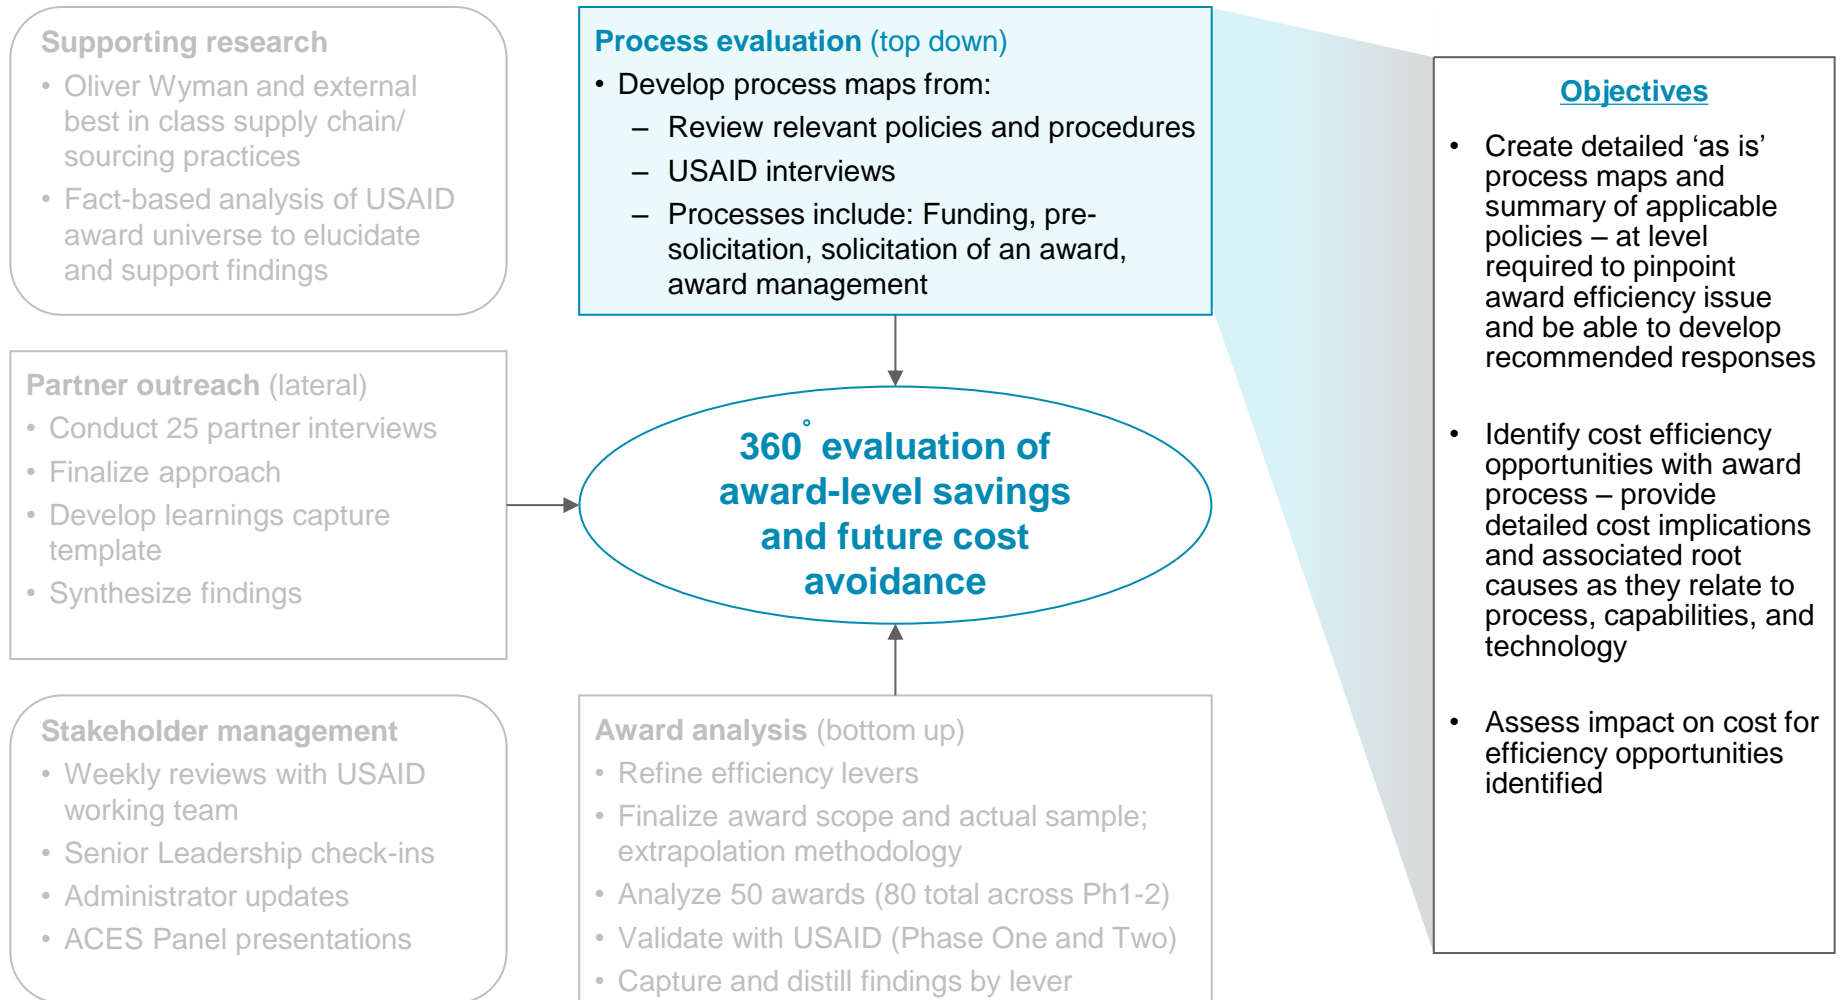 Supporting research
• Oliver Wyman and external
best in class supply chain/
sourcing practices
• Fact-based analysis of USAID
award universe to elucidate
and support findings
Process evaluation (top down)
• Develop process maps from:
– Review relevant policies and procedures
– USAID interviews
– Processes include: Funding, pre-
solicitation, solicitation of an award,
award management
Partner outreach (lateral)
• Conduct 25 partner interviews
• Finalize approach
• Develop learnings capture
template
• Synthesize findings
360° evaluation of
award-level savings
and future cost
avoidance
Stakeholder management
• Weekly reviews with USAID
working team
• Senior Leadership check-ins
• Administrator updates
• ACES Panel presentations
Award analysis (bottom up)
• Refine efficiency levers
• Finalize award scope and actual sample;
extrapolation methodology
• Analyze 50 awards (80 total across Ph1-2)
• Validate with USAID (Phase One and Two)
• Capture and distill findings by lever
Objectives
• Create detailed ‘as is’
process maps and
summary of applicable
policies – at level
required to pinpoint
award efficiency issue
and be able to develop
recommended responses
• Identify cost efficiency
opportunities with award
process – provide
detailed cost implications
and associated root
causes as they relate to
process, capabilities, and
technology
• Assess impact on cost for
efficiency opportunities
identified